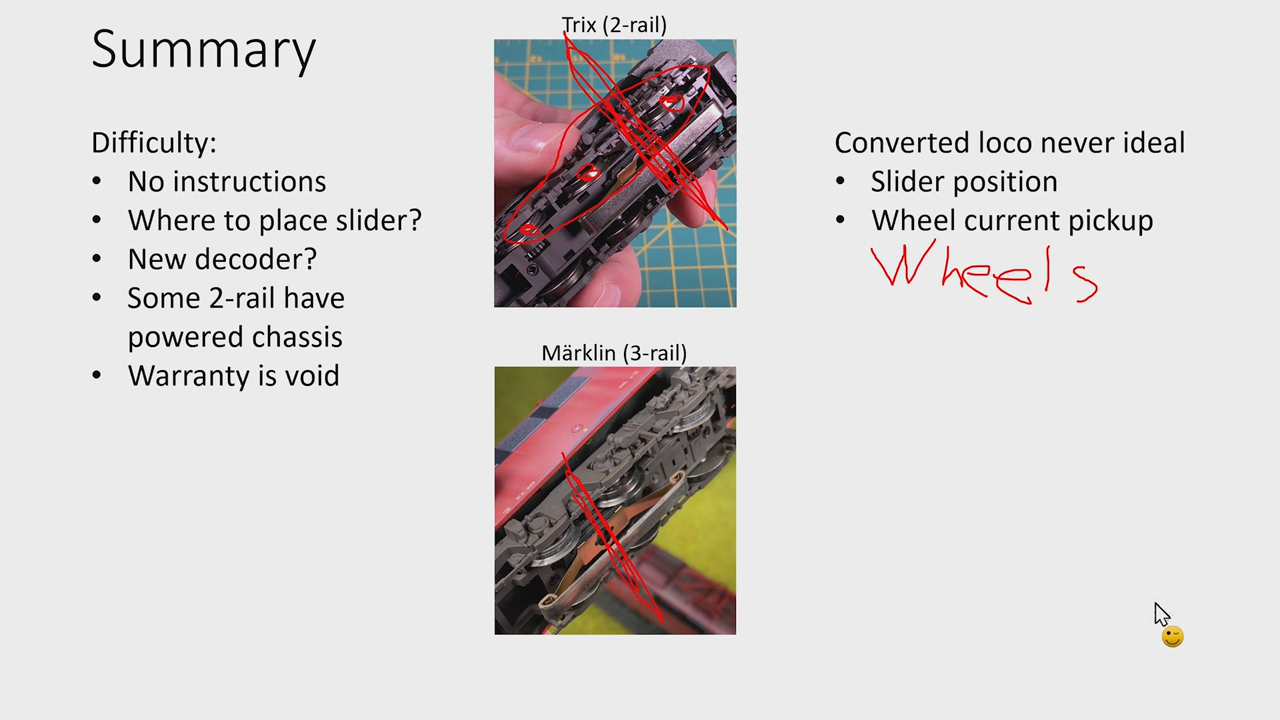 Summary
Difficulty:
• No instructions
• Where to place slider?
• New decoder?
• Some 2-rail have
powered chassis
• Warranty is void
Trix (2-rail)
Märklin (3-rail)
Converted loco never ideal
• Slider position
• Wheel current pickup
Wheels